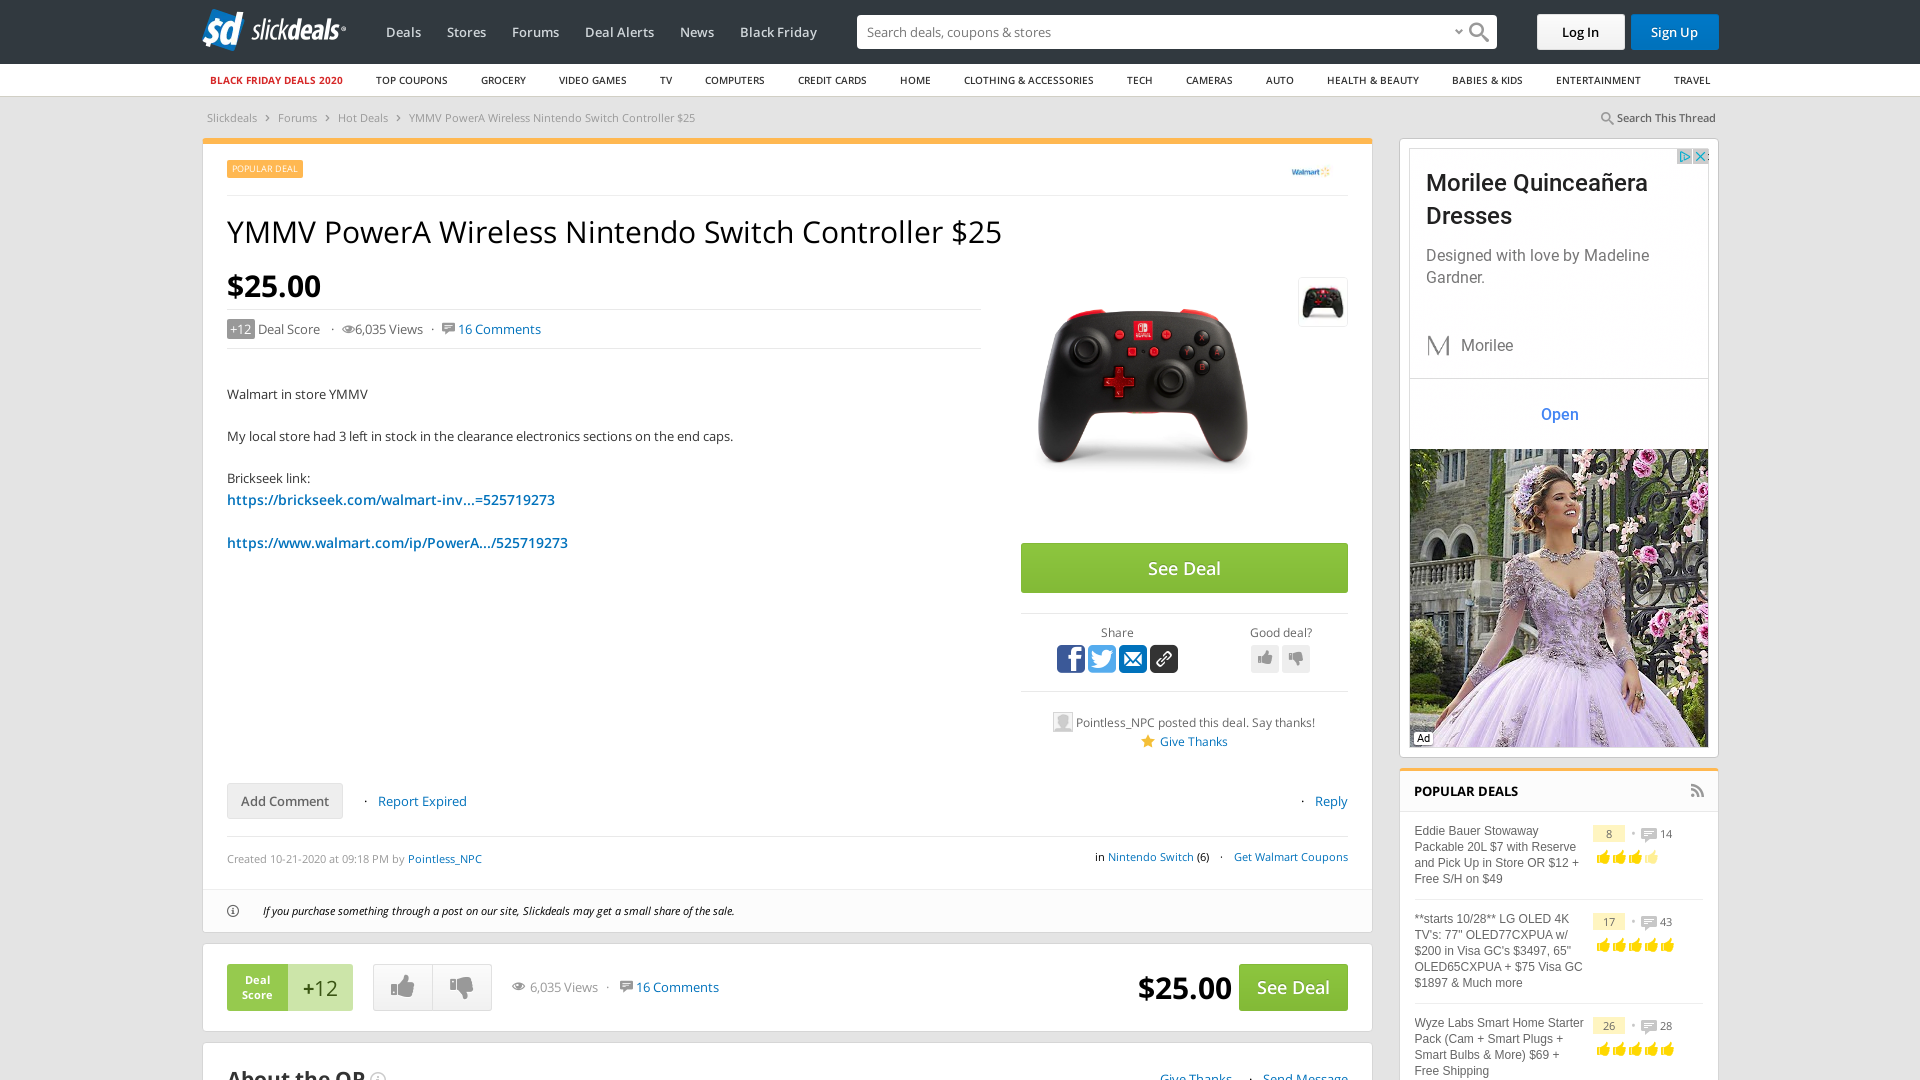 slickdeals
Deals Stores Forums Deal Alerts News Black Friday
Search deals, coupons & stores
Log In
Sign Up
BLACK FRIDAY DEALS 2020 TOP COUPONS GROCERY VIDEO GAMES TV COMPUTERS CREDIT CARDS HOME CLOTHING & ACCESSORIES TECH CAMERAS AUTO HEALTH & BEAUTY BABIES & KIDS ENTERTAINMENT TRAVEL
Slickdeals › Forums › Hot Deals › YMMV PowerA Wireless Nintendo Switch Controller $25
Search This Thread
POPULAR DEAL
Walmart
YMMV PowerA Wireless Nintendo Switch Controller $25
$25.00
+12 Deal Score · 6,035 Views · 16 Comments
Walmart in store YMMV
My local store had 3 left in stock in the clearance electronics sections on the end caps.
Brickseek link:
https://brickseek.com/walmart-inv...=525719273
https://www.walmart.com/ip/PowerA.../525719273
See Deal
Share
Good deal?
Pointless_NPC posted this deal. Say thanks!
Give Thanks
Add Comment · Report Expired
· Reply
Created 10-21-2020 at 09:18 PM by Pointless_NPC
in Nintendo Switch (6) · Get Walmart Coupons
If you purchase something through a post on our site, Slickdeals may get a small share of the sale.
Deal
Score
+12
6,035 Views · 16 Comments
$25.00
See Deal
About the OP
Give Thanks · Send Message
Morilee Quinceañera
Dresses
Designed with love by Madeline
Gardner.
M Morilee
Open
Ad
POPULAR DEALS
Eddie Bauer Stowaway
Packable 20L $7 with Reserve
and Pick Up in Store OR $12 +
Free S/H on $49
8 • 14
**starts 10/28** LG OLED 4K
TV's: 77" OLED77CXPUA w/
$200 in Visa GC's $3497, 65"
OLED65CXPUA + $75 Visa GC
$1897 & Much more
17 • 43
Wyze Labs Smart Home Starter
Pack (Cam + Smart Plugs +
Smart Bulbs & More) $69 +
Free Shipping
26 • 28